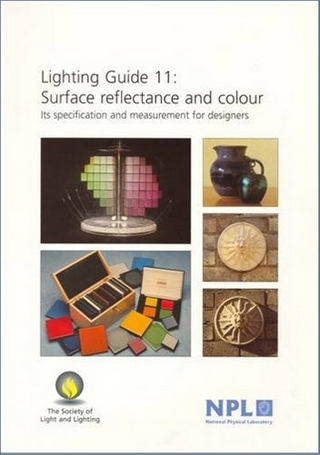 Lighting Guide 11:
Surface reflectance and colour
Its specification and measurement for designers
The Society of
Light and Lighting
NPL
National Physical Laboratory